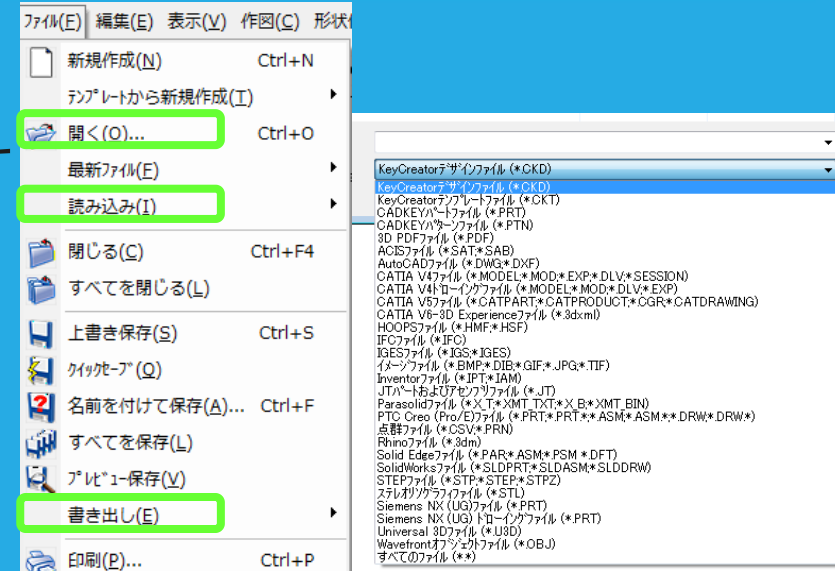 ファイル(F) 編集(E) 表示(V) 作図(C) 形状
新規作成(N) Ctrl+N
テンプレートから新規作成(T)
開く(O)... Ctrl+O
最新ファイル(F)
読み込み(I)
閉じる(C) Ctrl+F4
すべてを閉じる(L)
上書き保存(S) Ctrl+S
クイックセーブ(Q)
名前を付けて保存(A)... Ctrl+F
すべてを保存(L)
プレビュー保存(V)
書き出し(E)
印刷(P)... Ctrl+P
KeyCreatorデザインファイル (*.CKD)
KeyCreatorデザインファイル (*.CKD)
KeyCreatorテンプレートファイル (*.CKT)
CADKEYパートファイル (*.PRT)
CADKEYパターンファイル (*.PTN)
3D PDFファイル (*.PDF)
ACISファイル (*.SAT;*.SAB)
AutoCADファイル (*.DWG;*.DXF)
CATIA V4ファイル (*.MODEL;*.MOD;*.EXP;*.DLV;*.SESSION)
CATIA V4ドローイングファイル (*.MODEL;*.MOD;*.DLV;*.EXP)
CATIA V5ファイル (*.CATPART;*.CATPRODUCT;*.CGR;*.CATDRAWING)
CATIA V6-3D Experienceファイル (*.3dxml)
HOOPSファイル (*.HMF;*.HSF)
IFCファイル (*.IFC)
IGESファイル (*.IGS;*.IGES)
イメージファイル (*.BMP;*.DIB;*.GIF;*.JPG;*.TIF)
Inventorファイル (*.IPT;*.IAM)
JTパートおよびアセンブリファイル (*.JT)
Parasolidファイル (*.X_T;*.XMT_TXT;*.X_B;*.XMT_BIN)
PTC Creo (Pro/E)ファイル (*.PRT;*.PRT.*;*.ASM;*.ASM.*;*.DRW;*.DRW.*)
点群ファイル (*.CSV;*.PRN)
Rhinoファイル (*.3dm)
Solid Edgeファイル (*.PAR;*.ASM;*.PSM *.DFT)
SolidWorksファイル (*.SLDPRT;*.SLDASM;*.SLDDRW)
STEPファイル (*.STP;*.STEP;*.STPZ)
ステレオリソグラフィファイル (*.STL)
Siemens NX (UG)ファイル (*.PRT)
Siemens NX (UG) ドローイングファイル (*.PRT)
Universal 3Dファイル (*.U3D)
Wavefrontオブジェクトファイル (*.OBJ)
すべてのファイル (*.*)